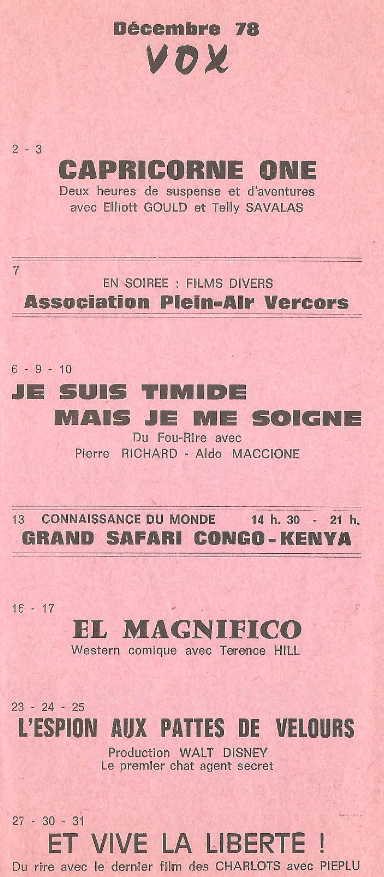 Décembre 78
VOX
2 - 3
CAPRICORNE ONE
Deux heures de suspense et d'aventures
avec Elliott GOULD et Telly SAVALAS
7
EN SOIREE : FILMS DIVERS
Association Plein-Air Vercors
6 - 9 - 10
JE SUIS TIMIDE
MAIS JE ME SOIGNE
Du Fou-Rire avec
Pierre RICHARD - Aldo MACCIONE
13 CONNAISSANCE DU MONDE 14 h. 30 - 21 h.
GRAND SAFARI CONGO-KENYA
16 - 17
EL MAGNIFICO
Western comique avec Terence HILL
23 - 24 - 25
L'ESPION AUX PATTES DE VELOURS
Production WALT DISNEY
Le premier chat agent secret
27 - 30 - 31
ET VIVE LA LIBERTE !
Du rire avec le dernier film des CHARLOTS avec PIEPLU